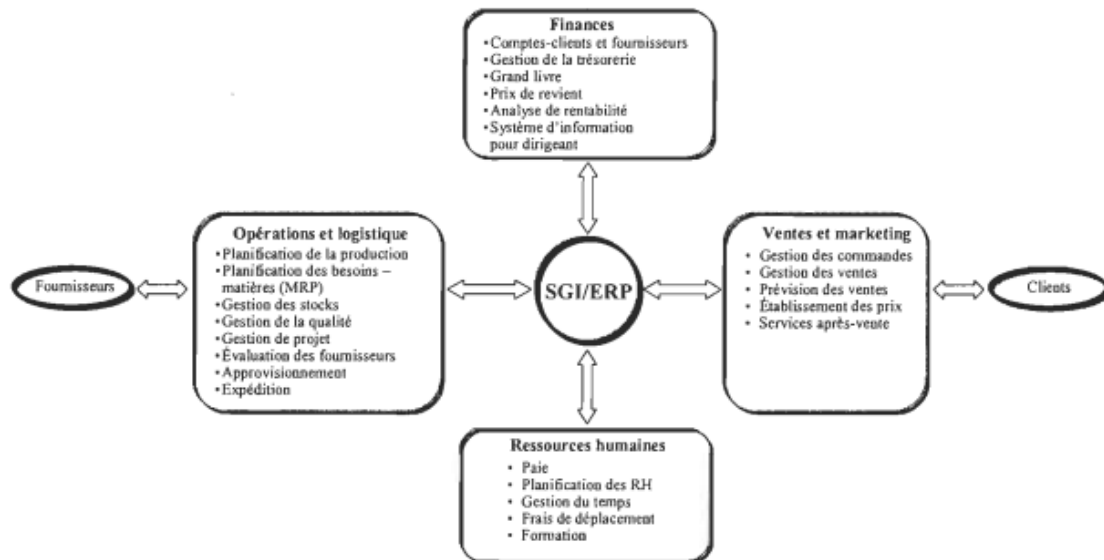 Finances
•Comptes-clients et fournisseurs
•Gestion de la trésorerie
•Grand livre
•Prix de revient
•Analyse de rentabilité
•Système d'information
pour dirigeant
Fournisseurs
Opérations et logistique
•Planification de la production
•Planification des besoins –
matières (MRP)
•Gestion des stocks
•Gestion de la qualité
•Gestion de projet
•Évaluation des fournisseurs
•Approvisionnement
•Expédition
SGI/ERP
Ventes et marketing
• Gestion des commandes
• Gestion des ventes
• Prévision des ventes
• Établissement des prix
• Services après-vente
Clients
Ressources humaines
• Paie
• Planification des RH
• Gestion du temps
• Frais de déplacement
• Formation